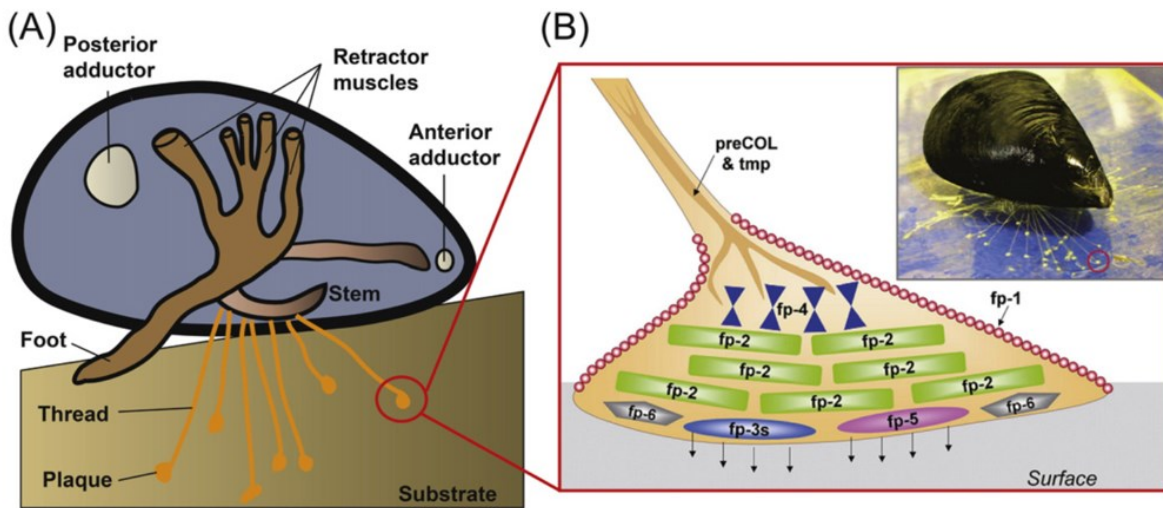 (A)
Posterior
adductor
Retractor
muscles
Anterior
adductor
Stem
Foot
Thread
Plaque
Substrate
(B)
preCOL
& tmp
fp-1
fp-4
fp-2 fp-2
fp-2 fp-2
fp-2 fp-2 fp-2
fp-6 fp-3s fp-5 fp-6
Surface